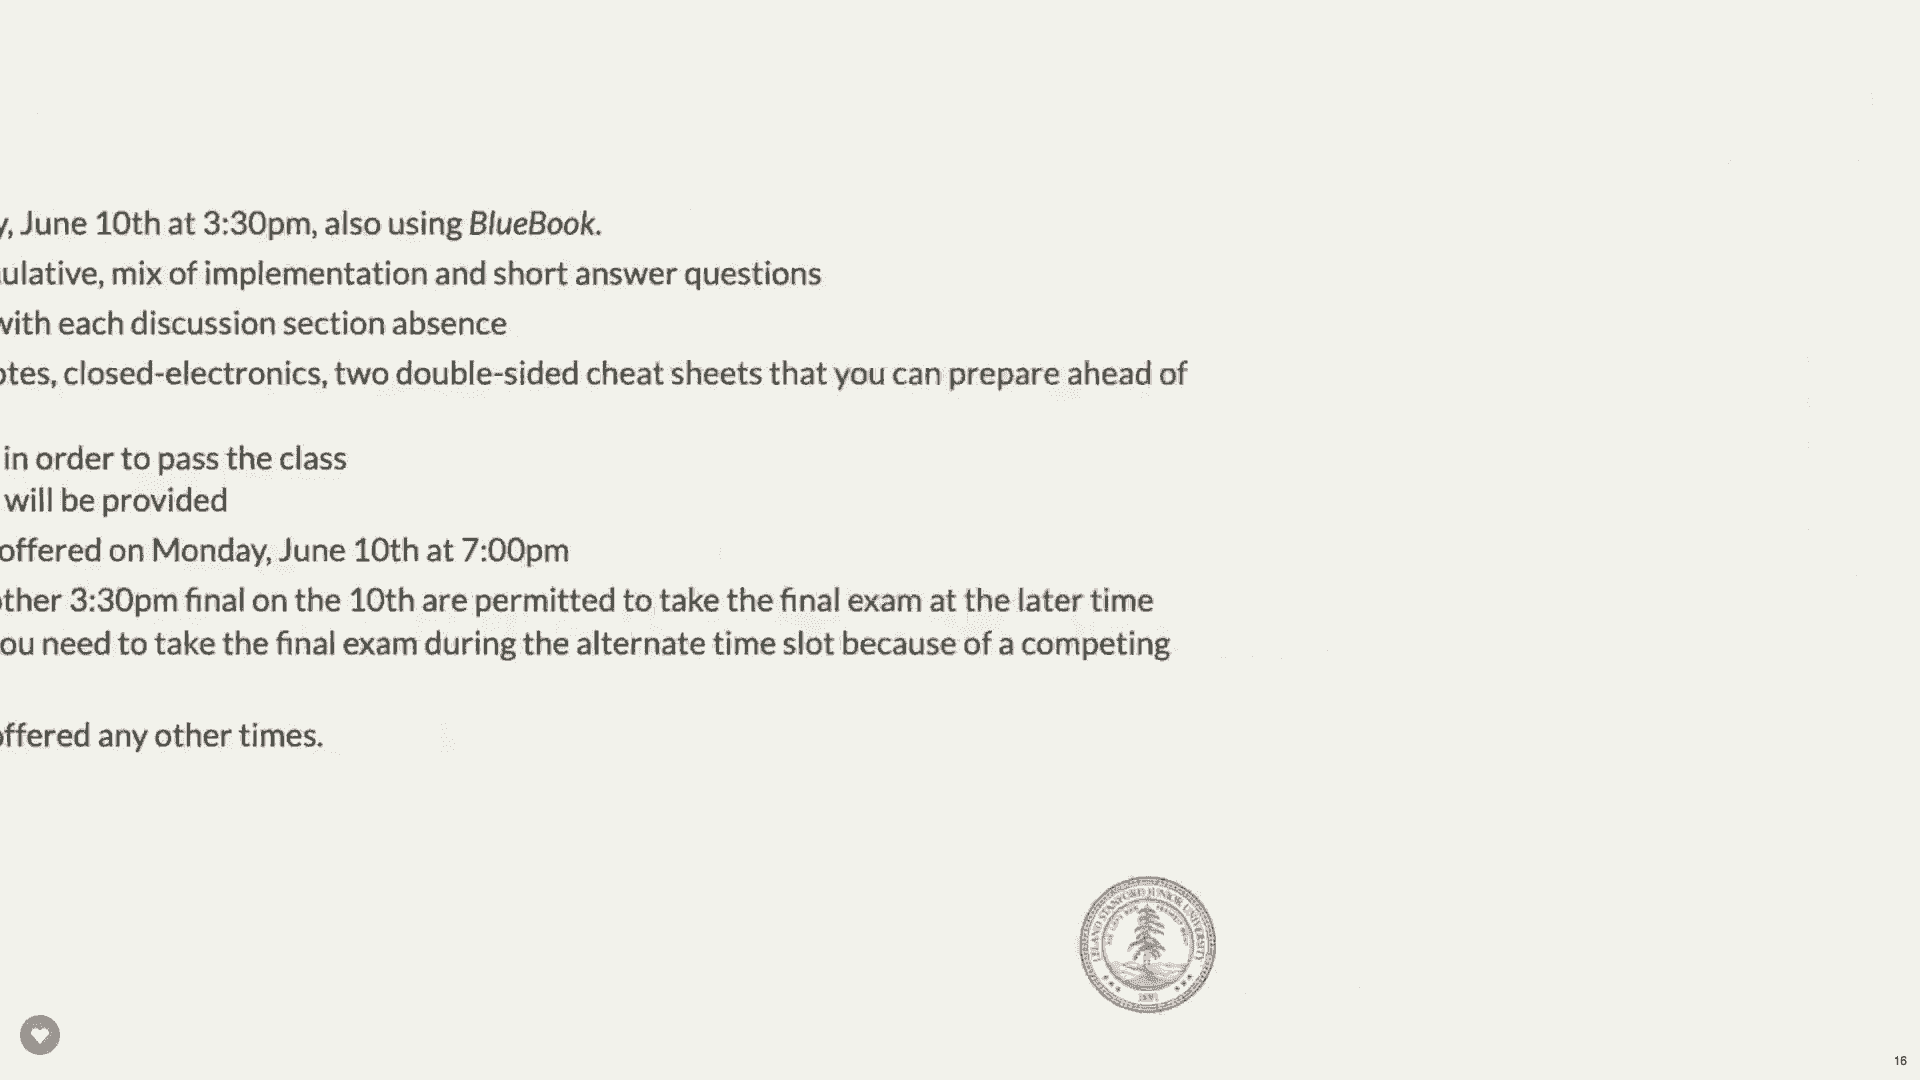 June 10th at 3:30pm, also using BlueBook.
mix of implementation and short answer questions
with each discussion section absence
closed-electronics, two double-sided cheat sheets that you can prepare ahead of
in order to pass the class
will be provided
offered on Monday, June 10th at 7:00pm
3:30pm final on the 10th are permitted to take the final exam at the later time
need to take the final exam during the alternate time slot because of a competing
offered any other times.
LELAND STANFORD JUNIOR UNIVERSITY
1891
16